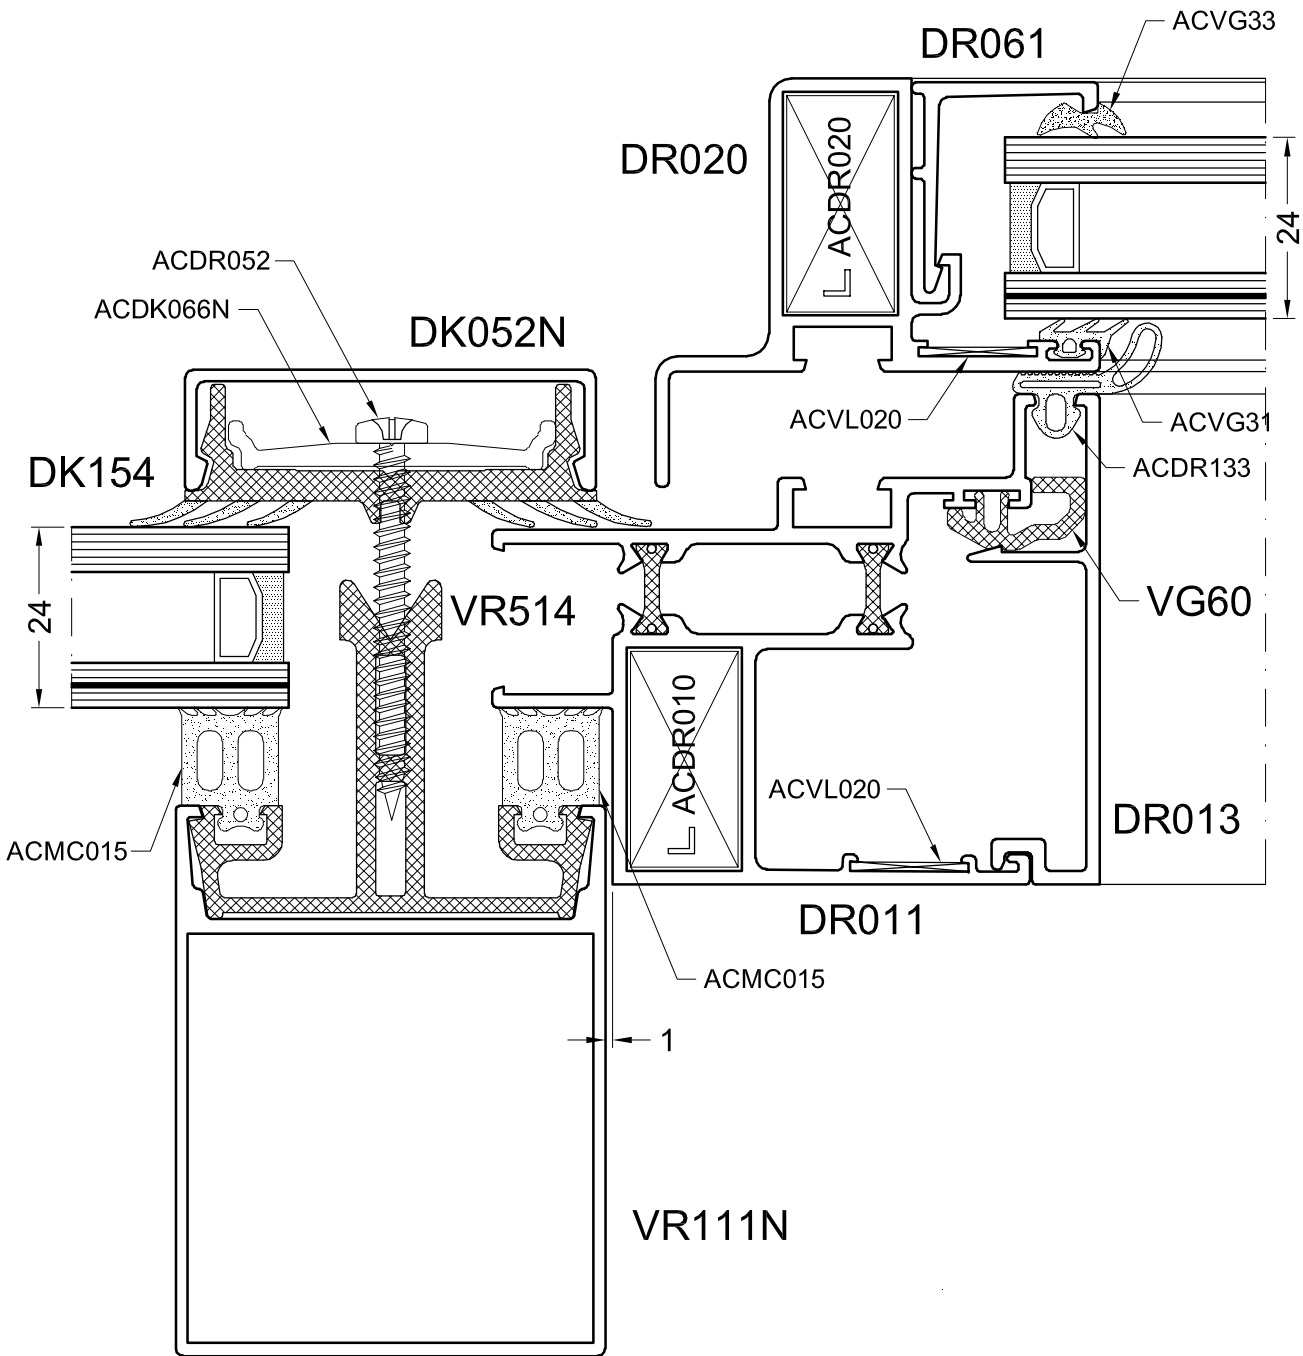 ACVG33
DR061
DR020
ACDR020
24
ACDR052
ACDK066N
DK052N
ACVL020
ACVG31
DK154
ACDR133
24
VR514
VG60
ACDR010
ACVL020
DR013
ACMC015
DR011
ACMC015
1
VR111N